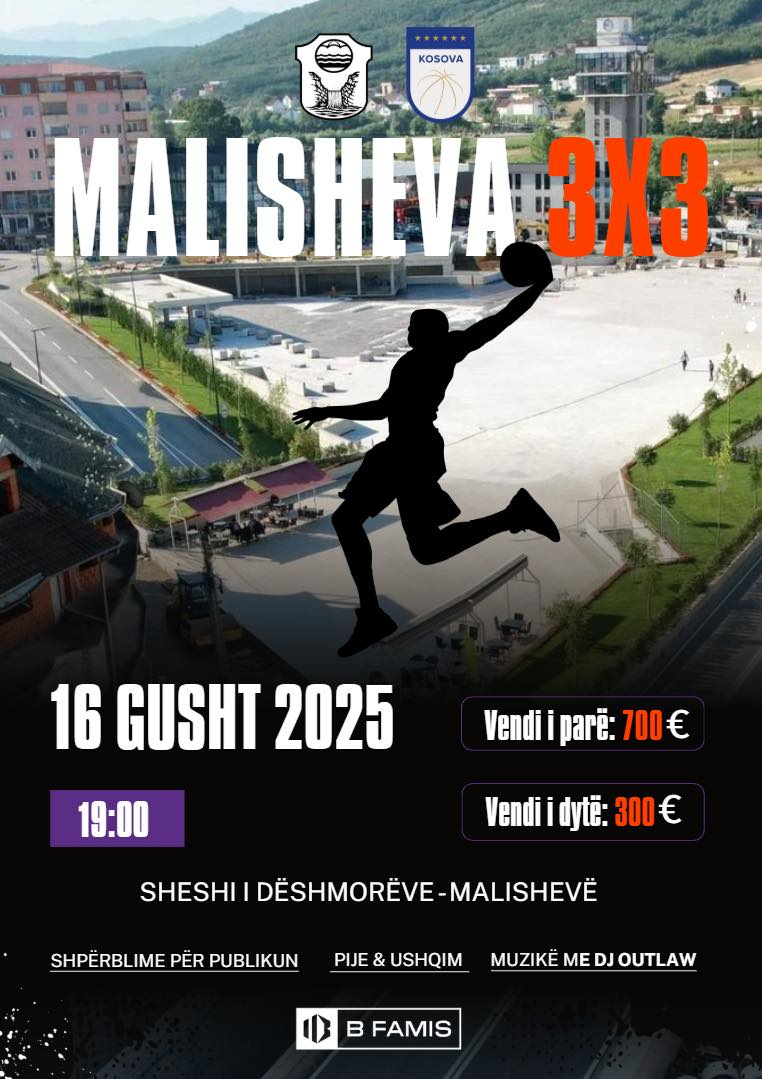 KOSOVA
MALISHEVA 3X3
16 GUSHT 2025
Vendi i parë: 700 €
19:00
Vendi i dytë: 300 €
SHESHI I DËSHMORËVE - MALISHEVË
SHPËRBLIME PËR PUBLIKUN
PIJE & USHQIM
MUZIKË ME DJ OUTLAW
B FAMIS